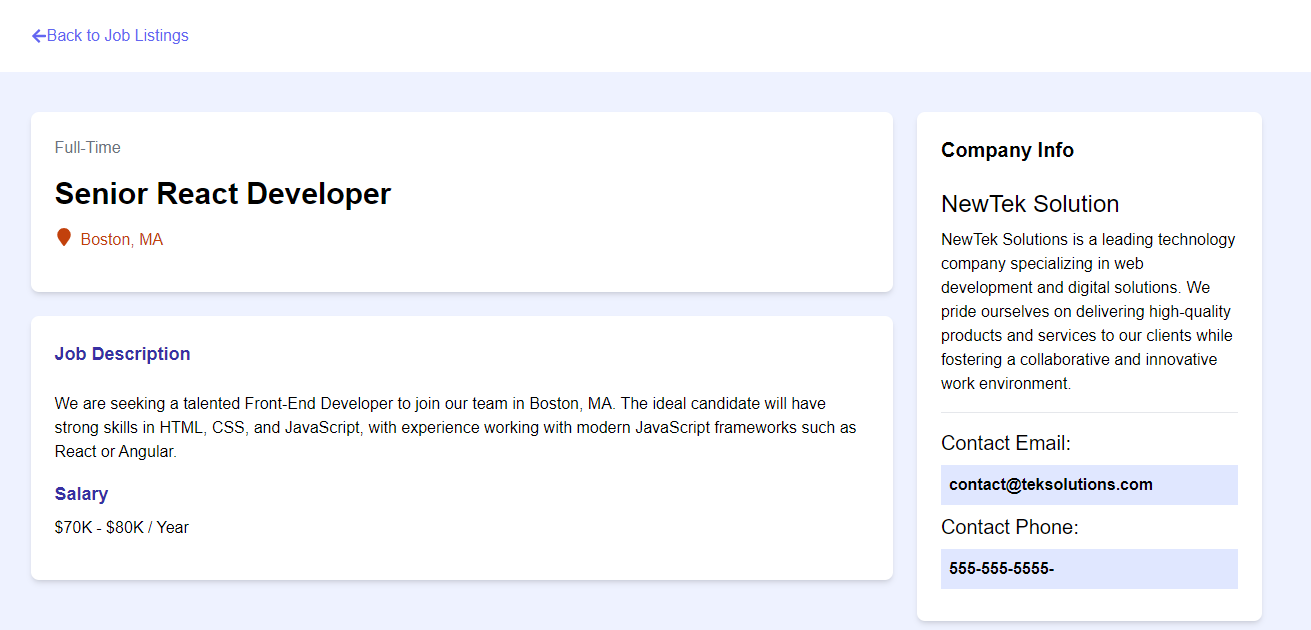 Back to Job Listings
Full-Time
Senior React Developer
Boston, MA
Job Description
We are seeking a talented Front-End Developer to join our team in Boston, MA. The ideal candidate will have
strong skills in HTML, CSS, and JavaScript, with experience working with modern JavaScript frameworks such as
React or Angular.
Salary
$70K - $80K / Year
Company Info
NewTek Solution
NewTek Solutions is a leading technology
company specializing in web
development and digital solutions. We
pride ourselves on delivering high-quality
products and services to our clients while
fostering a collaborative and innovative
work environment.
Contact Email:
contact@teksolutions.com
Contact Phone:
555-555-5555-